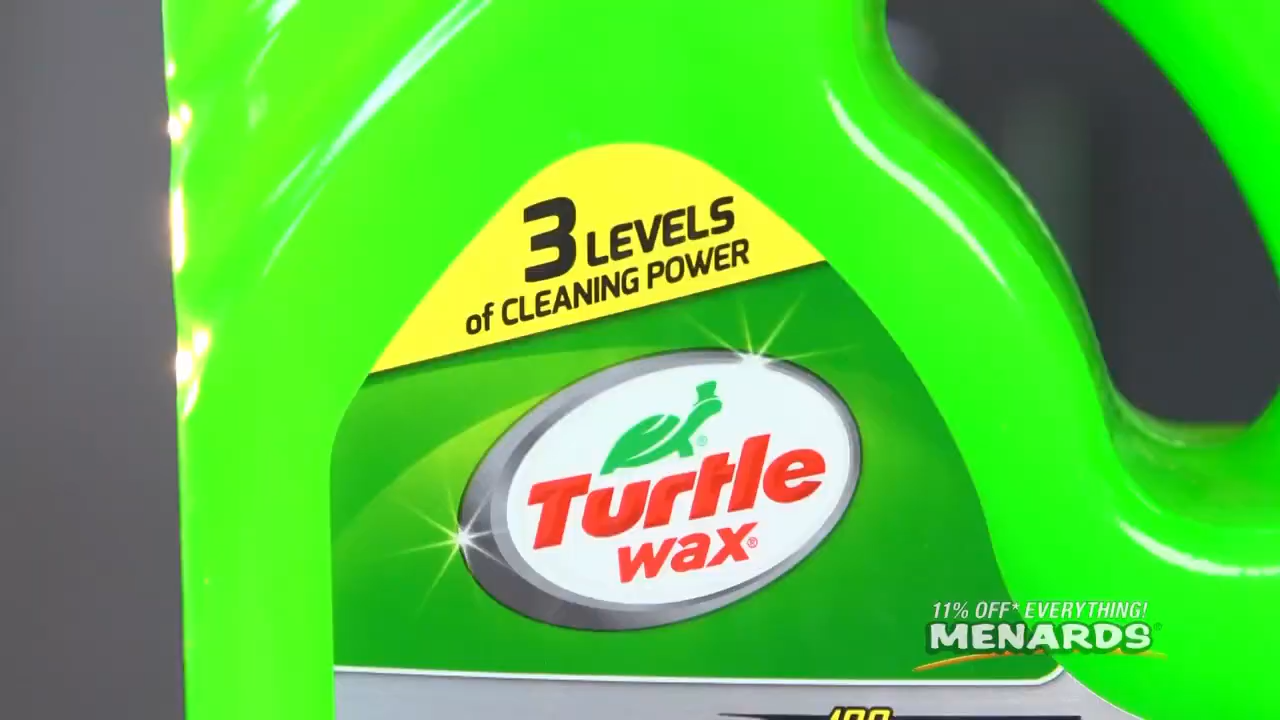 3 LEVELS
of CLEANING POWER
Turtle
wax®
11% OFF* EVERYTHING!
MENARDS®